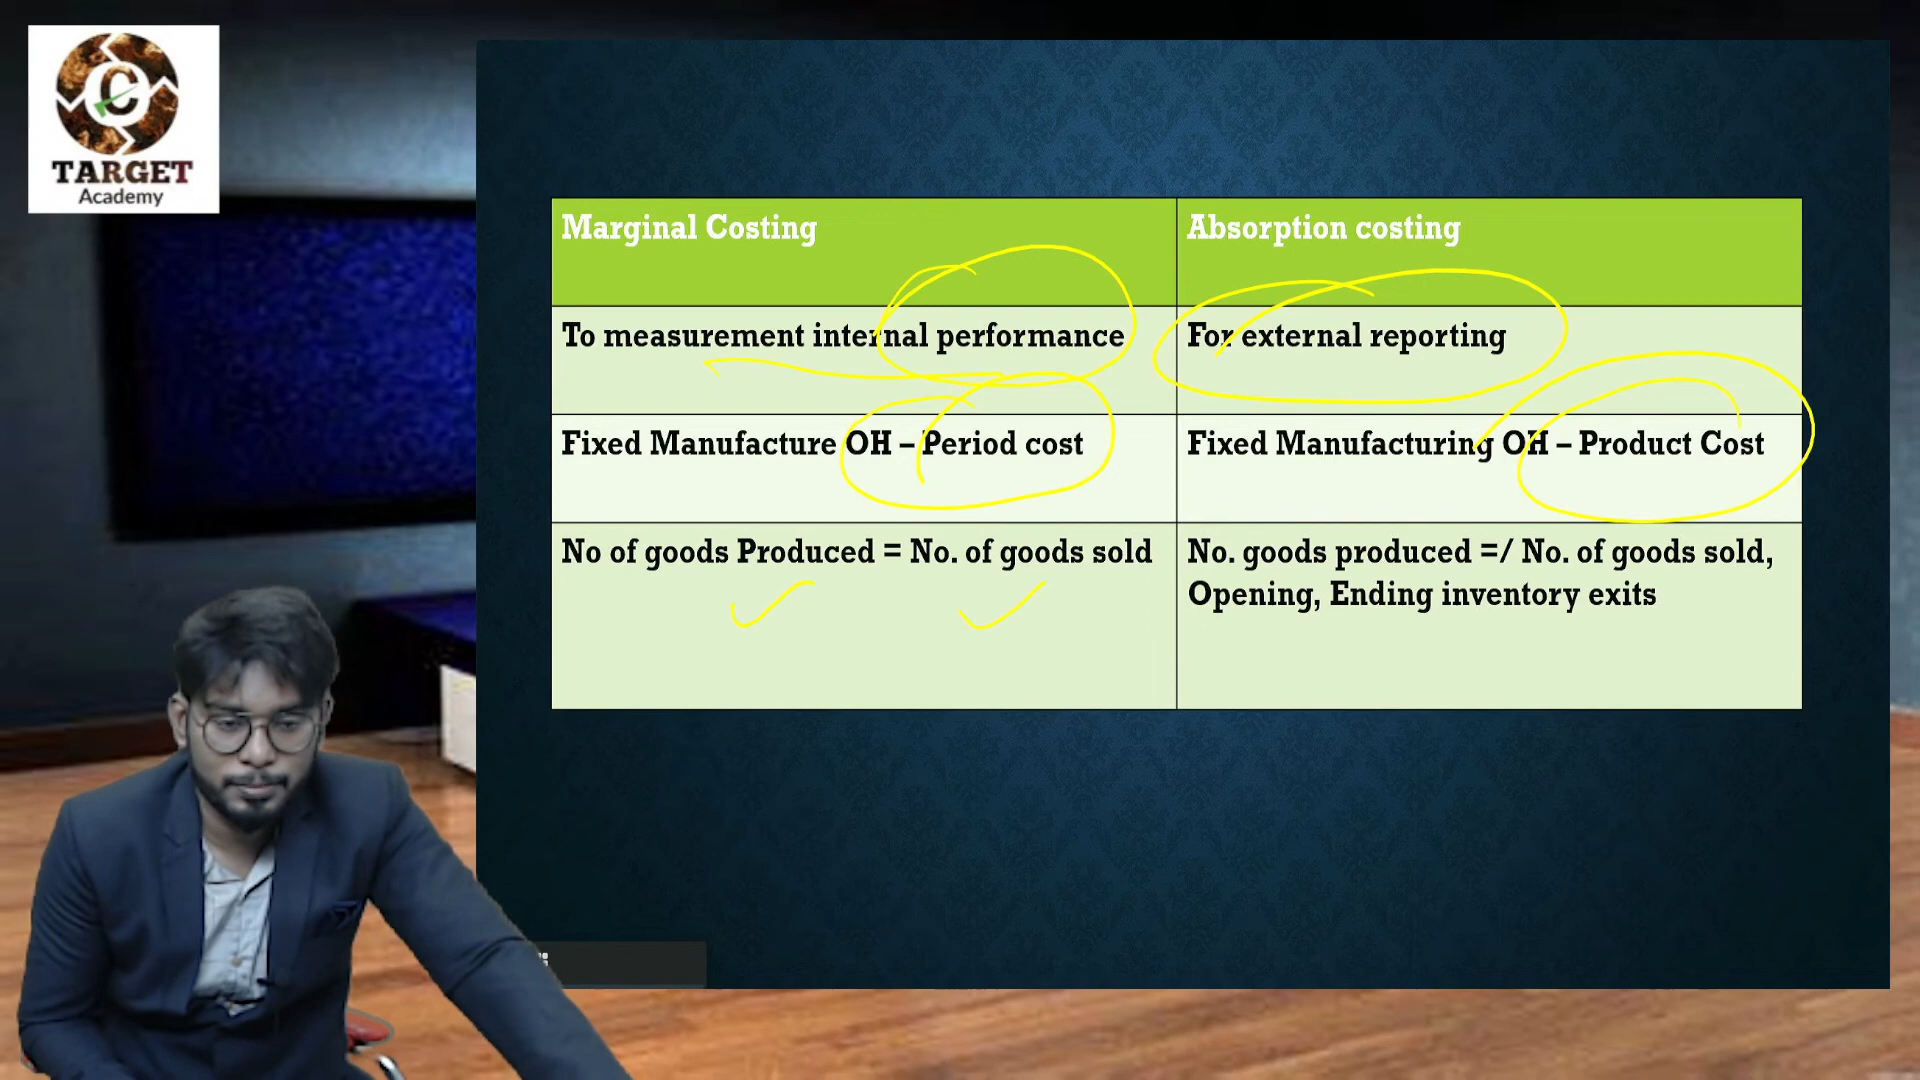 TARGET
Academy
Marginal Costing
Absorption costing
To measurement internal performance
For external reporting
Fixed Manufacture OH – Period cost
Fixed Manufacturing OH – Product Cost
No of goods Produced = No. of goods sold
No. goods produced =/ No. of goods sold,
Opening, Ending inventory exits